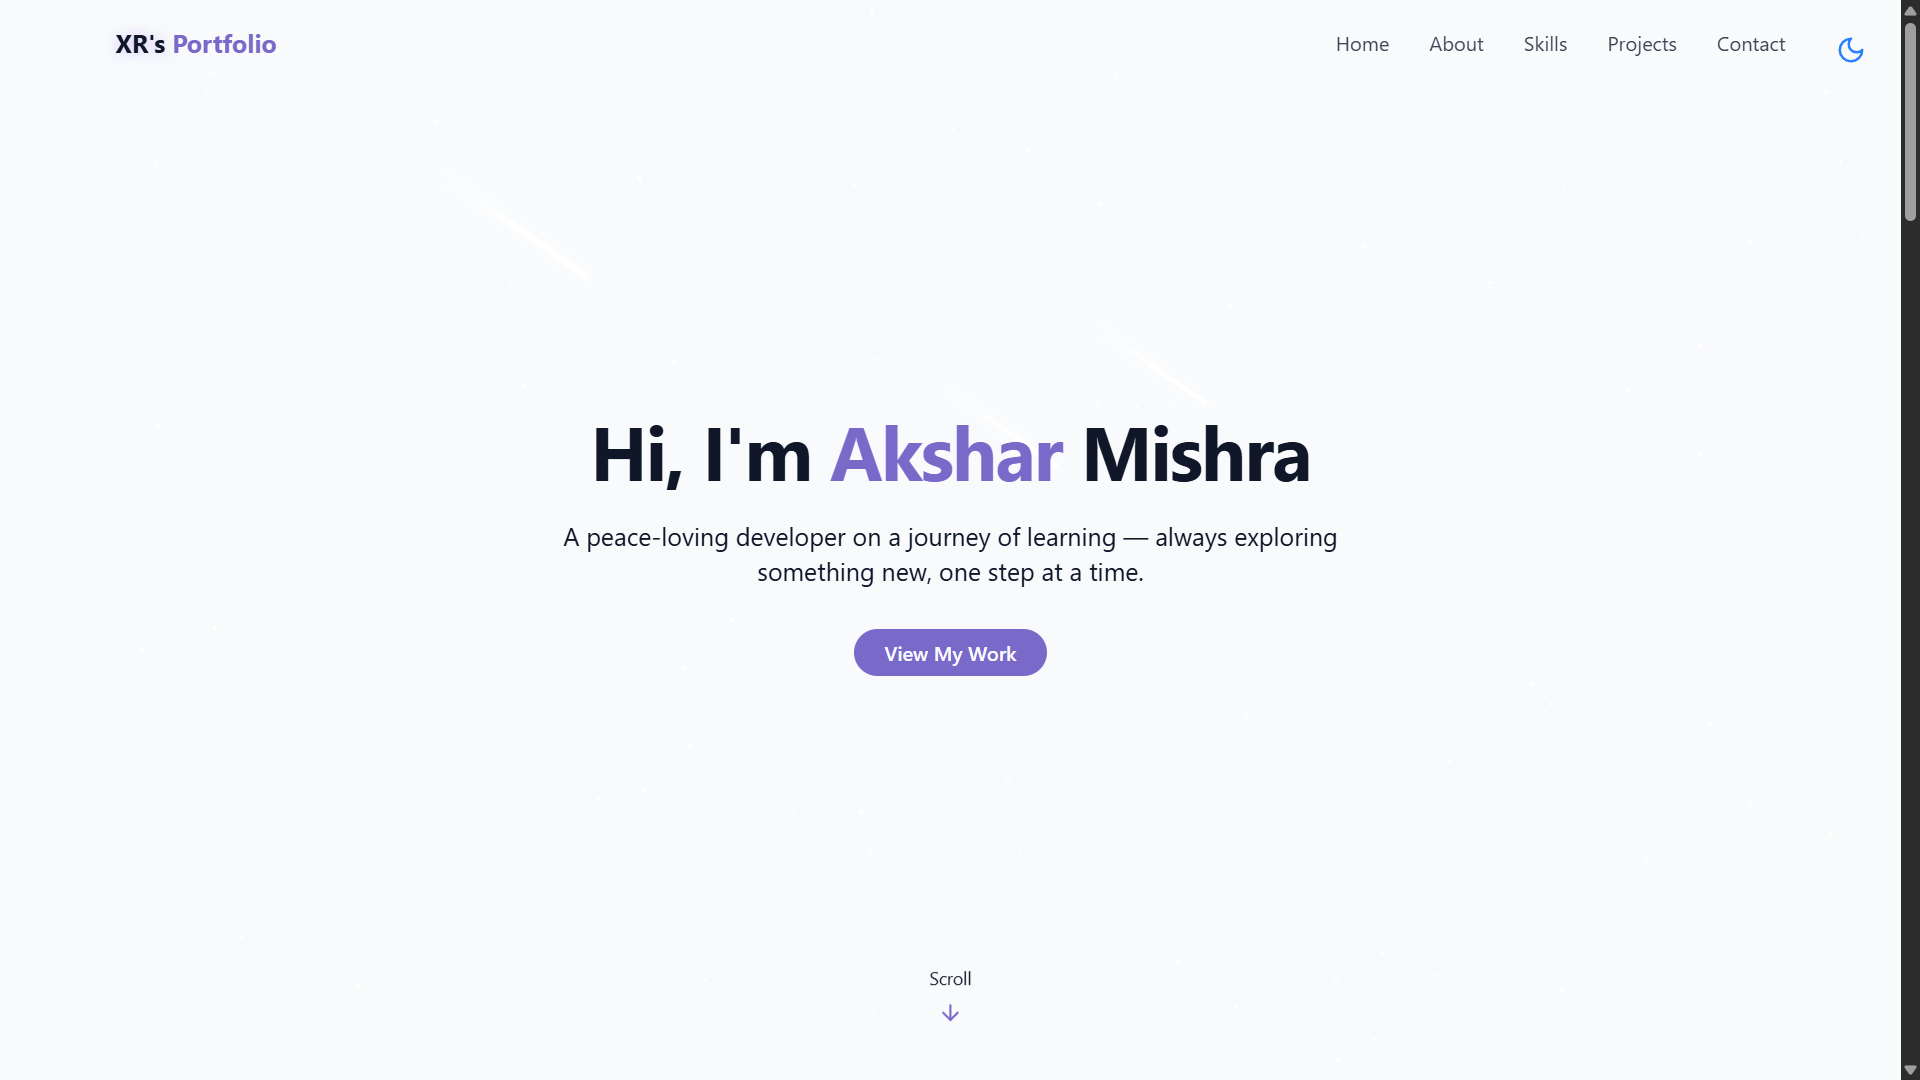 XR's Portfolio
Home About Skills Projects Contact
Hi, I'm Akshar Mishra
A peace-loving developer on a journey of learning — always exploring
something new, one step at a time.
View My Work
Scroll